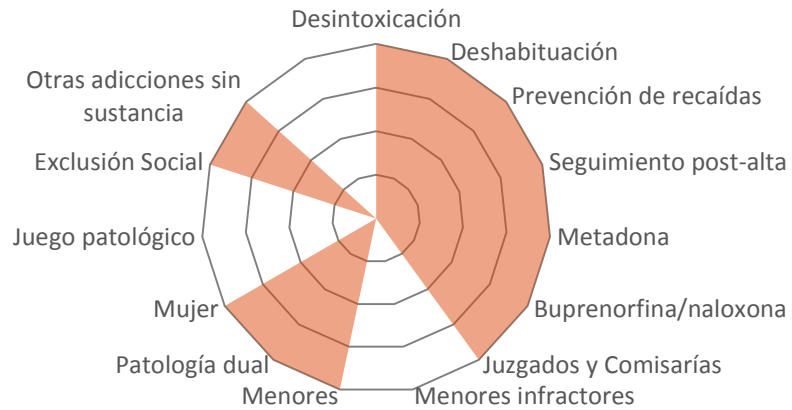 Desintoxicación
Deshabituación
Prevención de recaídas
Seguimiento post-alta
Metadona
Buprenorfina/naloxona
Juzgados y Comisarías
Menores infractores
Menores
Patología dual
Mujer
Juego patológico
Exclusión Social
Otras adicciones sin
sustancia